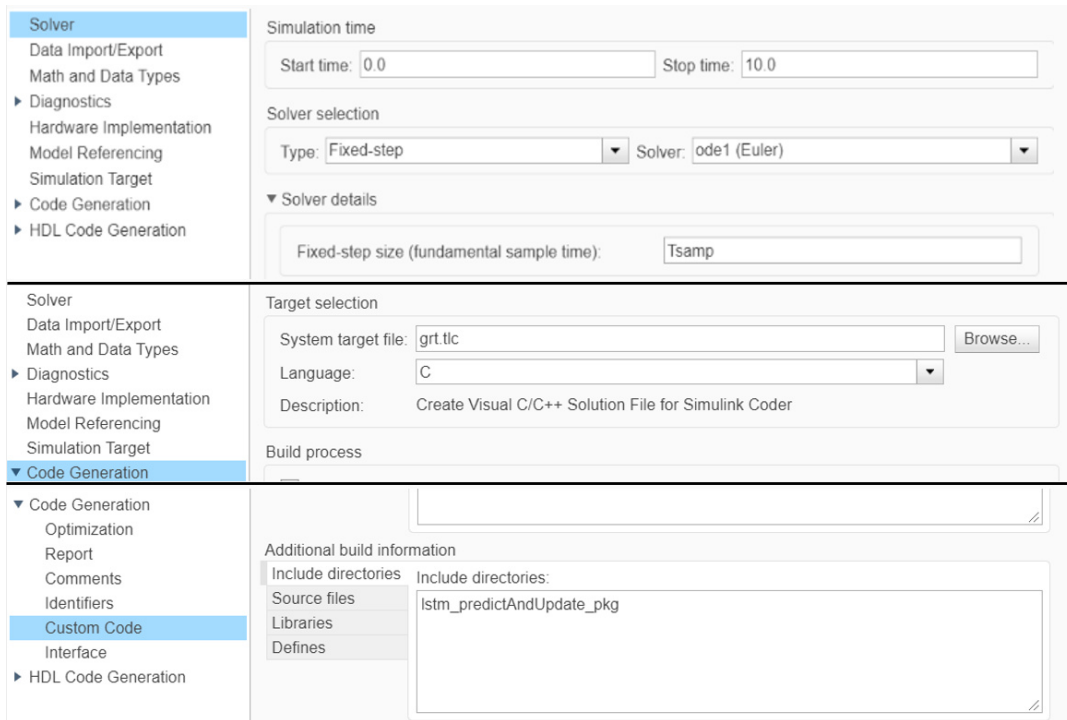 Solver
Data Import/Export
Math and Data Types
Diagnostics
Hardware Implementation
Model Referencing
Simulation Target
Code Generation
HDL Code Generation
Simulation time
Start time: 0.0 Stop time: 10.0
Solver selection
Type: Fixed-step Solver: ode1 (Euler)
Solver details
Fixed-step size (fundamental sample time): Tsamp
Solver
Data Import/Export
Math and Data Types
Diagnostics
Hardware Implementation
Model Referencing
Simulation Target
Code Generation
Target selection
System target file: grt.tlc Browse...
Language: C
Description: Create Visual C/C++ Solution File for Simulink Coder
Build process
Code Generation
Optimization
Report
Comments
Identifiers
Custom Code
Interface
HDL Code Generation
Additional build information
Include directories
Source files
Libraries
Defines
Include directories:
lstm_predictAndUpdate_pkg